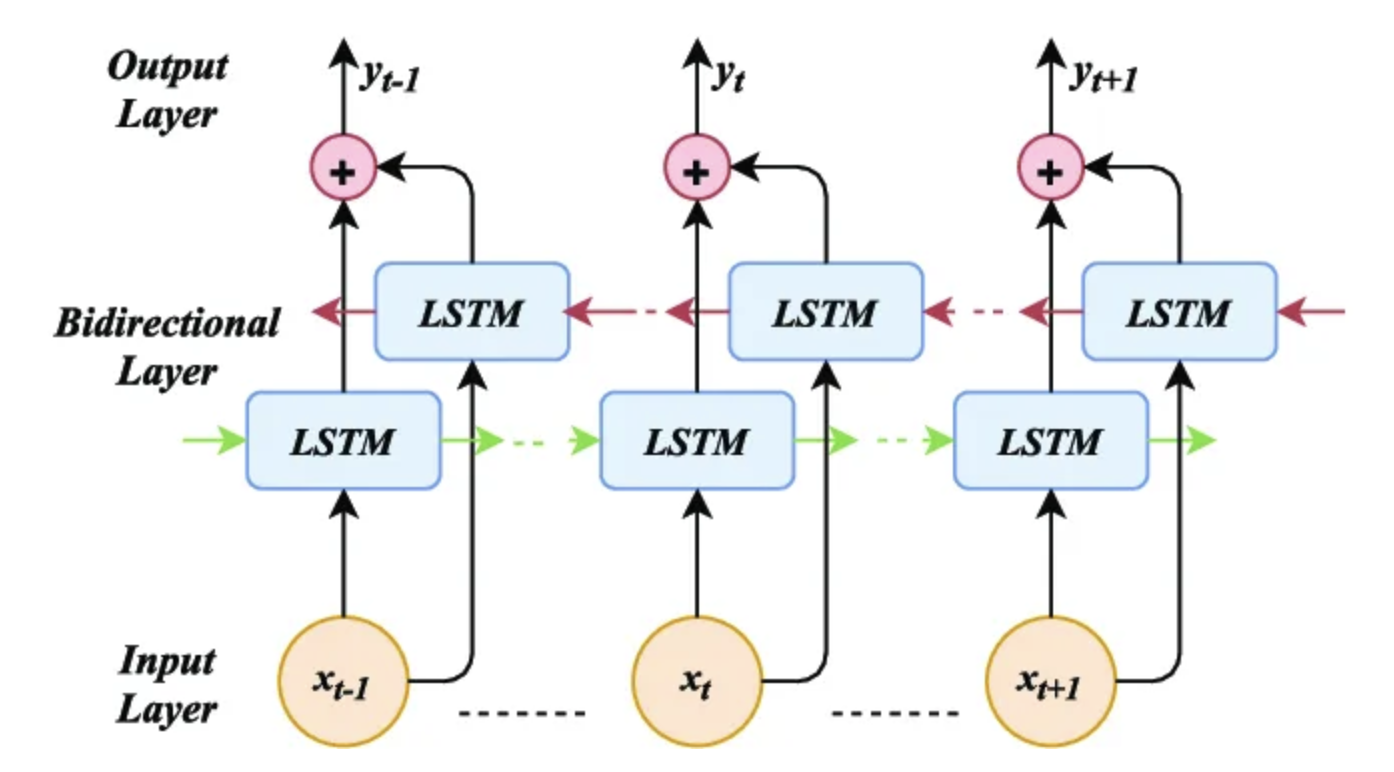 Output
Layer
y_{t-1}
y_t
y_{t+1}
+
+
+
Bidirectional
Layer
LSTM
LSTM
LSTM
LSTM
LSTM
LSTM
Input
Layer
x_{t-1}
x_t
x_{t+1}